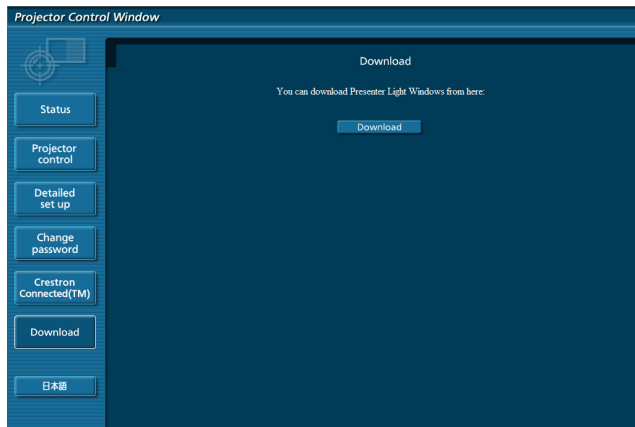 Projector Control Window
Download
You can download Presenter Light Windows from here:
Download
Status
Projector
control
Detailed
set up
Change
password
Crestron
Connected(TM)
Download
日本語